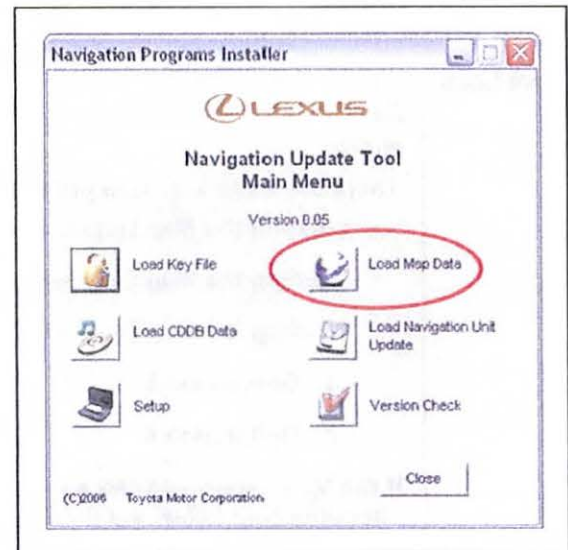 Navigation Programs Installer
LEXUS
Navigation Update Tool
Main Menu
Version 0.05
Load Key File
Load Map Data
Load CDDB Data
Load Navigation Unit
Update
Setup
Version Check
Close
(C)2006 Toyota Motor Corporation